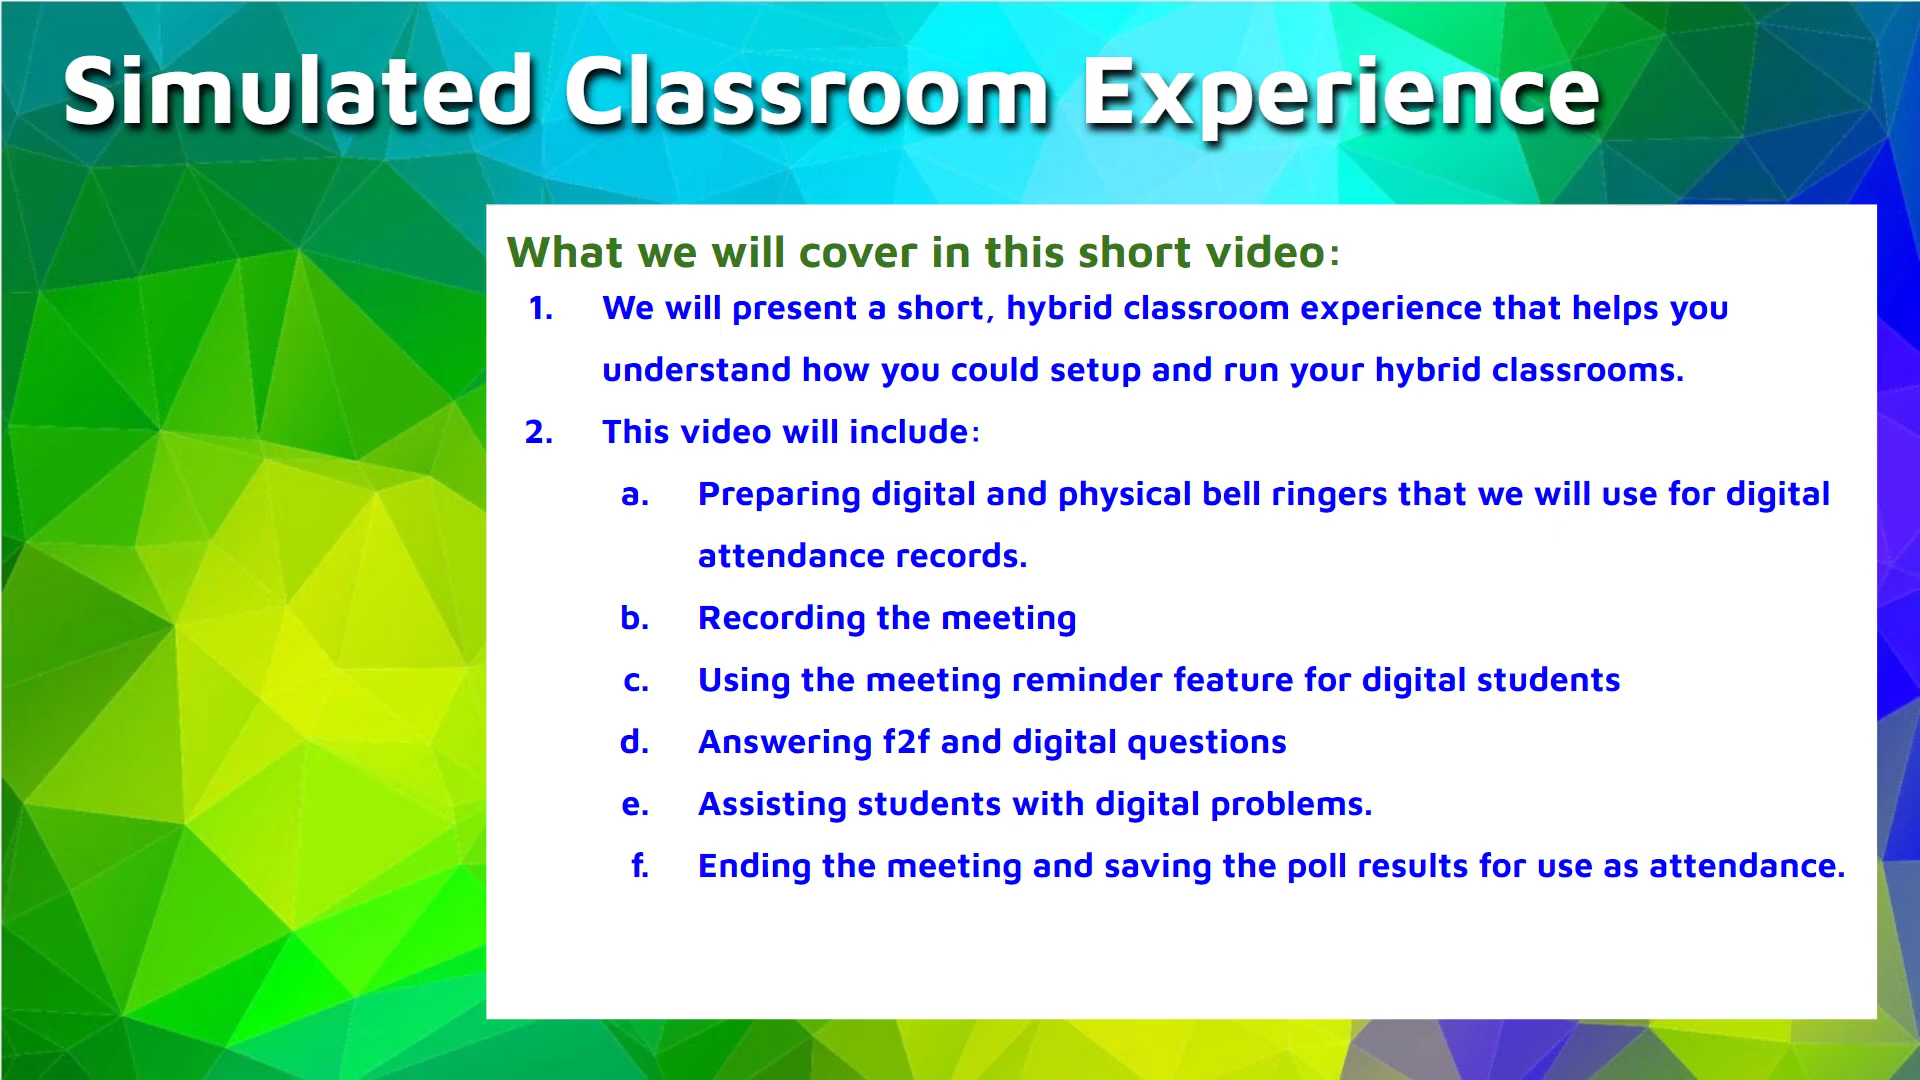 Simulated Classroom Experience
What we will cover in this short video:
1. We will present a short, hybrid classroom experience that helps you
understand how you could setup and run your hybrid classrooms.
2. This video will include:
a. Preparing digital and physical bell ringers that we will use for digital
attendance records.
b. Recording the meeting
c. Using the meeting reminder feature for digital students
d. Answering f2f and digital questions
e. Assisting students with digital problems.
f. Ending the meeting and saving the poll results for use as attendance.